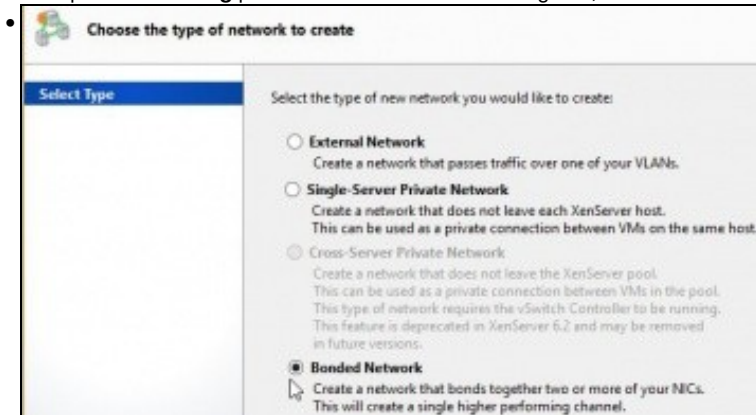 Choose the type of network to create
Select Type
Select the type of new network you would like to create:
External Network
Create a network that passes traffic over one of your VLANs.
Single-Server Private Network
Create a network that does not leave each XenServer host.
This can be used as a private connection between VMs on the same host.
Cross-Server Private Network
Create a network that does not leave the XenServer pool.
This can be used as a private connection between VMs in the pool.
This type of network requires the vSwitch Controller to be running.
This feature is deprecated in XenServer 6.2 and may be removed
in future versions.
Bonded Network
Create a network that bonds together two or more of your NICs.
This will create a single higher performing channel.